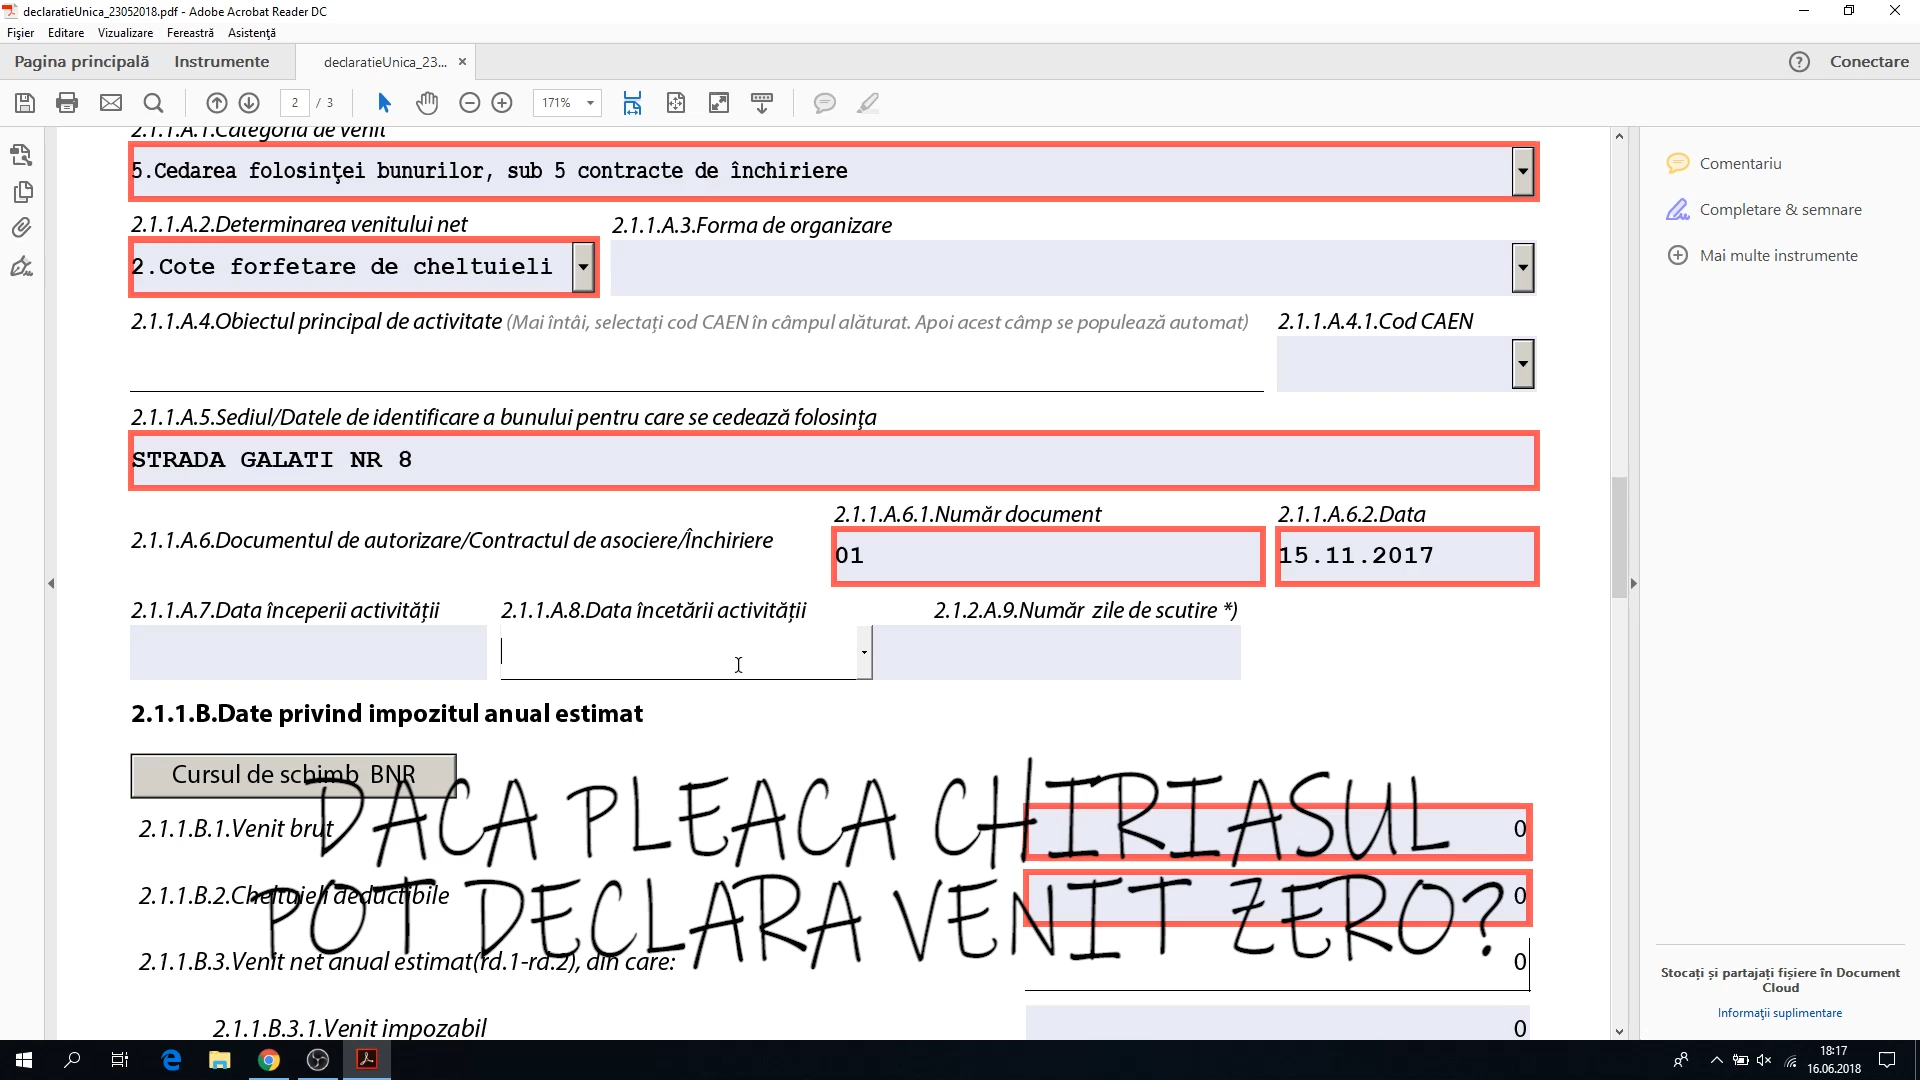 declaratieUnica_23052018.pdf - Adobe Acrobat Reader DC
Fișier Editare Vizualizare Fereastră Asistență
Pagina principală Instrumente declaratieUnica_23... × Conectare
2 / 3 171%
2.1.1.A.1.Categoria de venit
5.Cedarea folosinţei bunurilor, sub 5 contracte de închiriere
2.1.1.A.2.Determinarea venitului net 2.1.1.A.3.Forma de organizare
2.Cote forfetare de cheltuieli
2.1.1.A.4.Obiectul principal de activitate (Mai întâi, selectați cod CAEN în câmpul alăturat. Apoi acest câmp se populează automat) 2.1.1.A.4.1.Cod CAEN
2.1.1.A.5.Sediul/Datele de identificare a bunului pentru care se cedează folosinţa
STRADA GALATI NR 8
2.1.1.A.6.1.Număr document 2.1.1.A.6.2.Data
2.1.1.A.6.Documentul de autorizare/Contractul de asociere/Închiriere
01 15.11.2017
2.1.1.A.7.Data începerii activității 2.1.1.A.8.Data încetării activității 2.1.2.A.9.Număr zile de scutire *)
2.1.1.B.Date privind impozitul anual estimat
Cursul de schimb BNR
DACA PLEACA CHIRIASUL
POT DECLARA VENIT ZERO?
2.1.1.B.1.Venit brut 0
2.1.1.B.2.Cheltuieli deductibile 0
2.1.1.B.3.Venit net anual estimat(rd.1-rd.2), din care: 0
2.1.1.B.3.1.Venit impozabil 0
Comentariu
Completare & semnare
Mai multe instrumente
Stocați și partajați fișiere în Document
Cloud
Informații suplimentare
18:17
16.06.2018